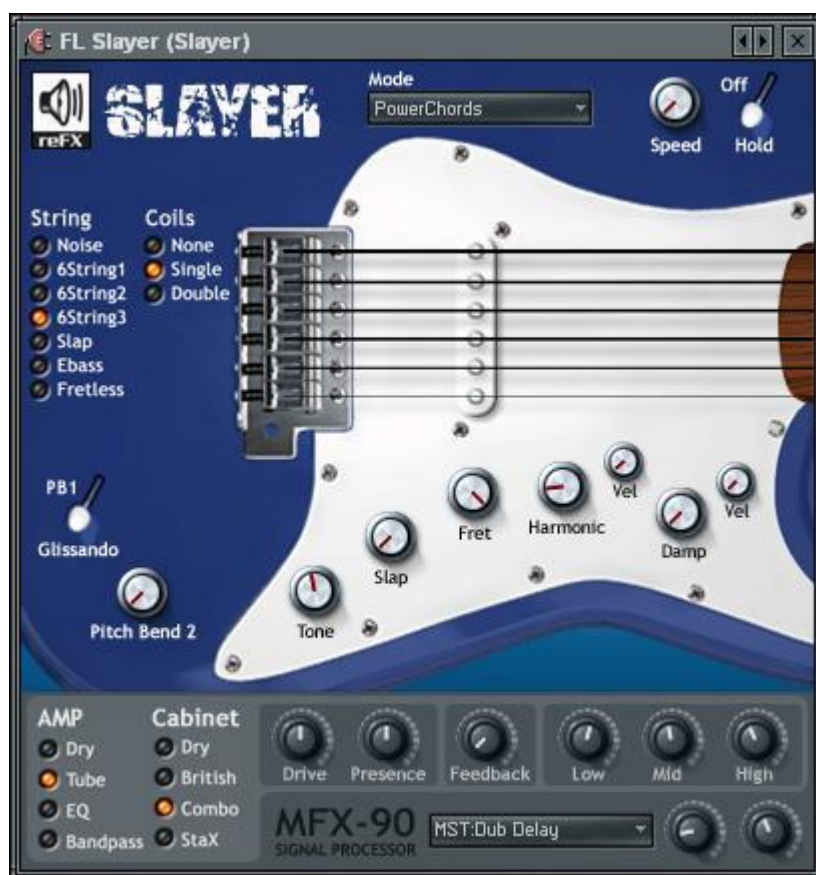 FL Slayer (Slayer)
reFX
SLAYER
Mode
PowerChords
Speed
Off
Hold
String
Noise
6String1
6String2
6String3
Slap
Ebass
Fretless
Coils
None
Single
Double
PB1
Glissando
Pitch Bend 2
Tone
Slap
Fret
Harmonic
Vel
Damp
Vel
AMP
Dry
Tube
EQ
Bandpass
Cabinet
Dry
British
Combo
StaX
Drive
Presence
Feedback
Low
Mid
High
MFX-90
SIGNAL PROCESSOR
MST:Dub Delay